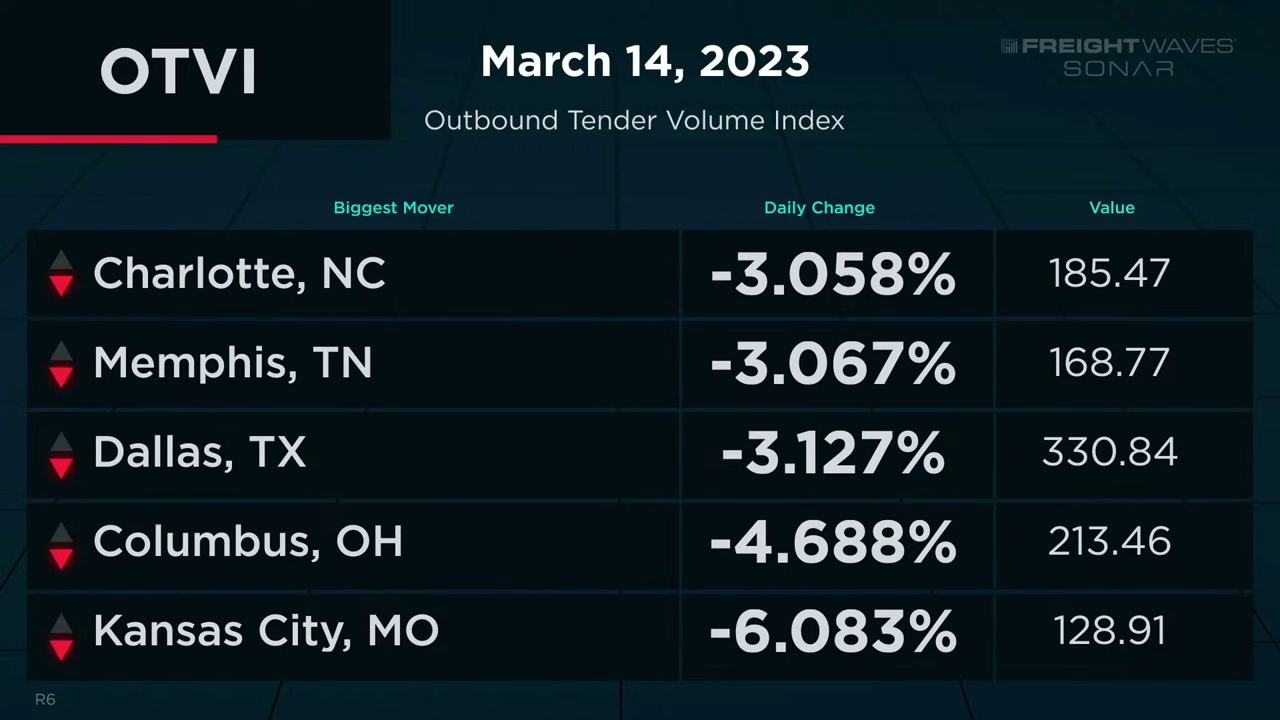 OTVI
March 14, 2023
Outbound Tender Volume Index
FREIGHTWAVES
SONAR
Biggest Mover Daily Change Value
Charlotte, NC -3.058% 185.47
Memphis, TN -3.067% 168.77
Dallas, TX -3.127% 330.84
Columbus, OH -4.688% 213.46
Kansas City, MO -6.083% 128.91
R6